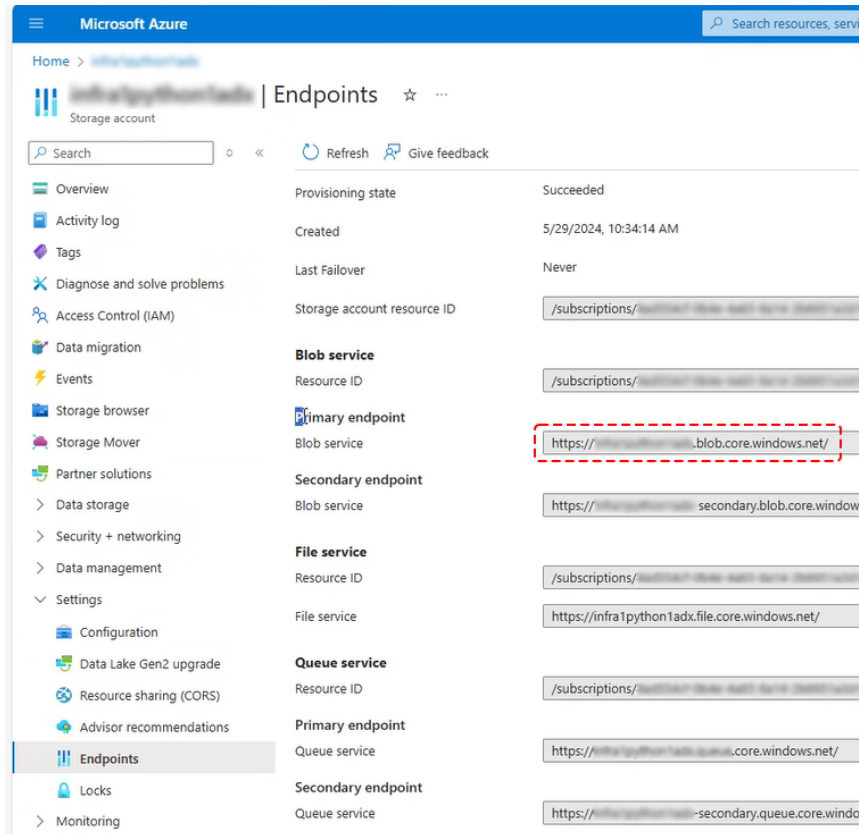 Microsoft Azure
Search resources, servi
Home >
| Endpoints
Storage account
Search
Refresh Give feedback
Overview
Activity log
Tags
Diagnose and solve problems
Access Control (IAM)
Data migration
Events
Storage browser
Storage Mover
Partner solutions
Data storage
Security + networking
Data management
Settings
Configuration
Data Lake Gen2 upgrade
Resource sharing (CORS)
Advisor recommendations
Endpoints
Locks
Monitoring
Provisioning state Succeeded
Created 5/29/2024, 10:34:14 AM
Last Failover Never
Storage account resource ID /subscriptions/
Blob service
Resource ID /subscriptions/
Primary endpoint
Blob service https:// .blob.core.windows.net/
Secondary endpoint
Blob service https:// secondary.blob.core.window
File service
Resource ID /subscriptions/
File service https://infra1python1adx.file.core.windows.net/
Queue service
Resource ID /subscriptions/
Primary endpoint
Queue service https:// .core.windows.net/
Secondary endpoint
Queue service https:// -secondary.queue.core.windo